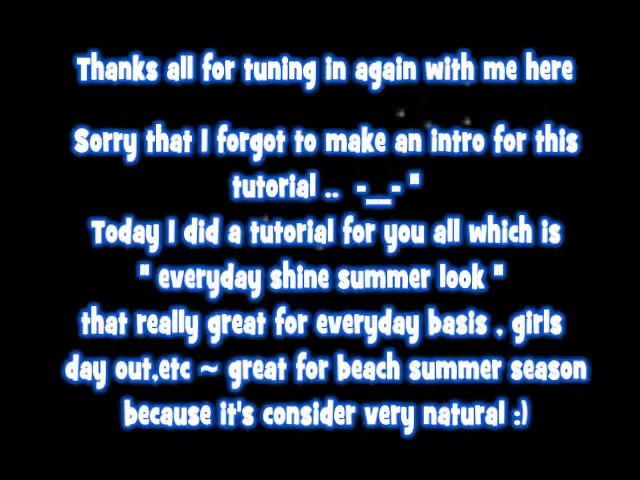 Thanks all for tuning in again with me here
Sorry that I forgot to make an intro for this
tutorial .. -__- "
Today I did a tutorial for you all which is
" everyday shine summer look "
that really great for everyday basis , girls
day out,etc ~ great for beach summer season
because it's consider very natural :)